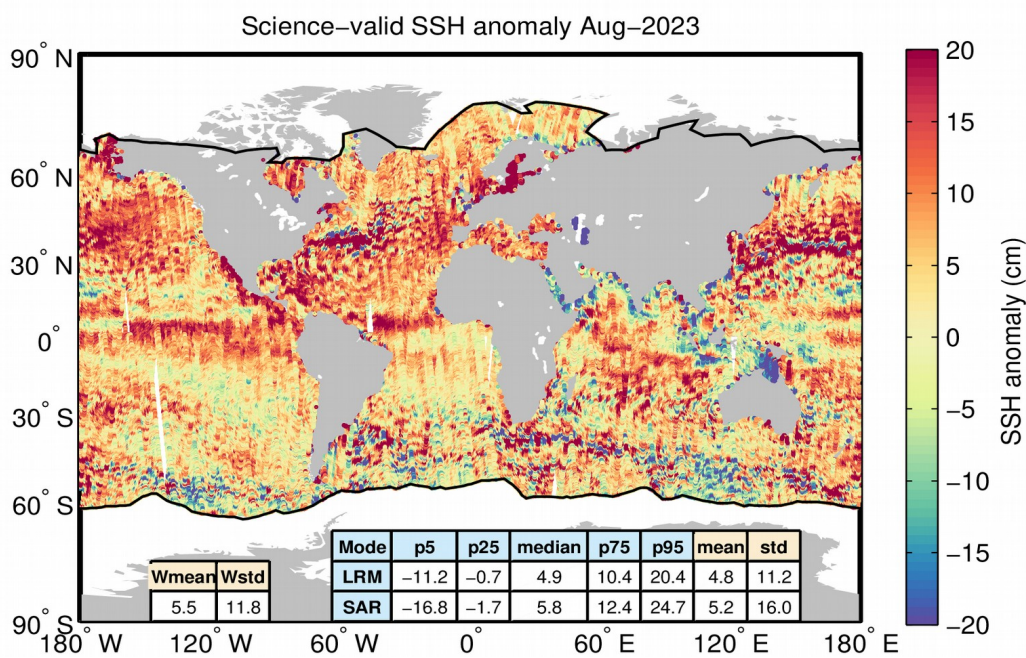 Science−valid SSH anomaly Aug−2023
90° N
60° N
30° N
0°
30° S
60° S
90° S
180° W 120° W 60° W 0° 60° E 120° E 180° E
20
15
10
5
0
−5
−10
−15
−20
SSH anomaly (cm)
Wmean Wstd
5.5 11.8
Mode p5 p25 median p75 p95 mean std
LRM −11.2 −0.7 4.9 10.4 20.4 4.8 11.2
SAR −16.8 −1.7 5.8 12.4 24.7 5.2 16.0